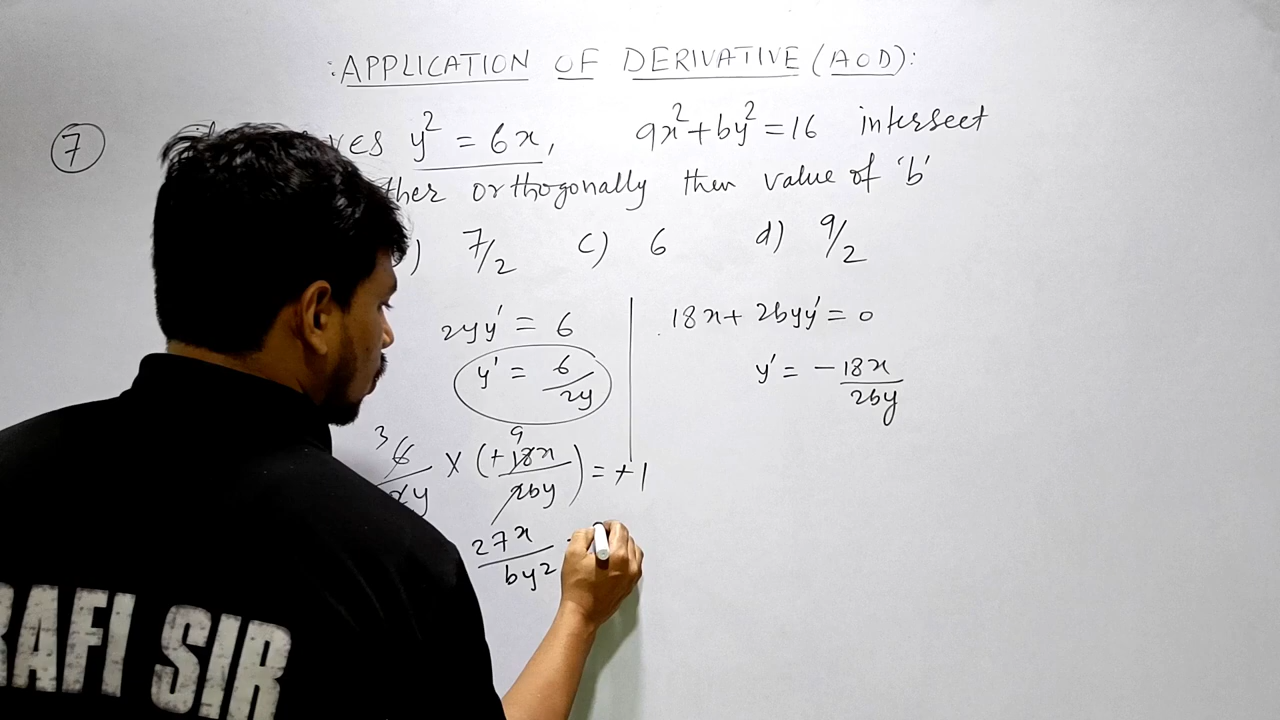 : APPLICATION OF DERIVATIVE (AOD) :
7 y² = 6x, 9x² + by² = 16 intersect
orthogonally then value of 'b'
) 7/2 c) 6 d) 9/2
2yy' = 6
y' = 6/2y
18x + 2byy' = 0
y' = -18x/2by
3 6/2y × (+18x/2by) = +1
9
27x/by²
RAFI SIR